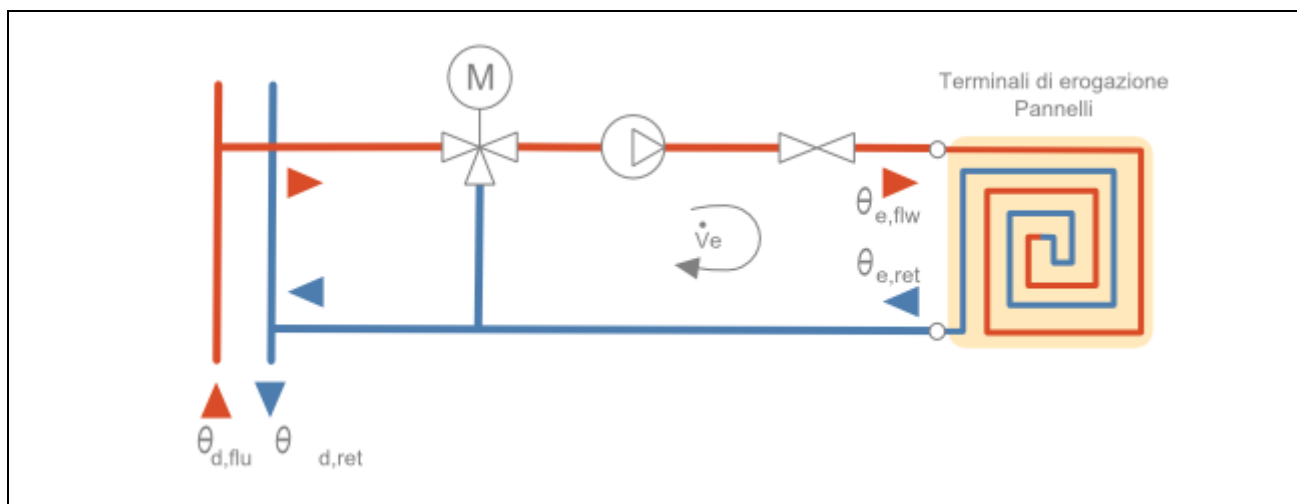 M
Terminali di erogazione
Pannelli
θe,flw
V̇e
θe,ret
θd,flu θ d,ret